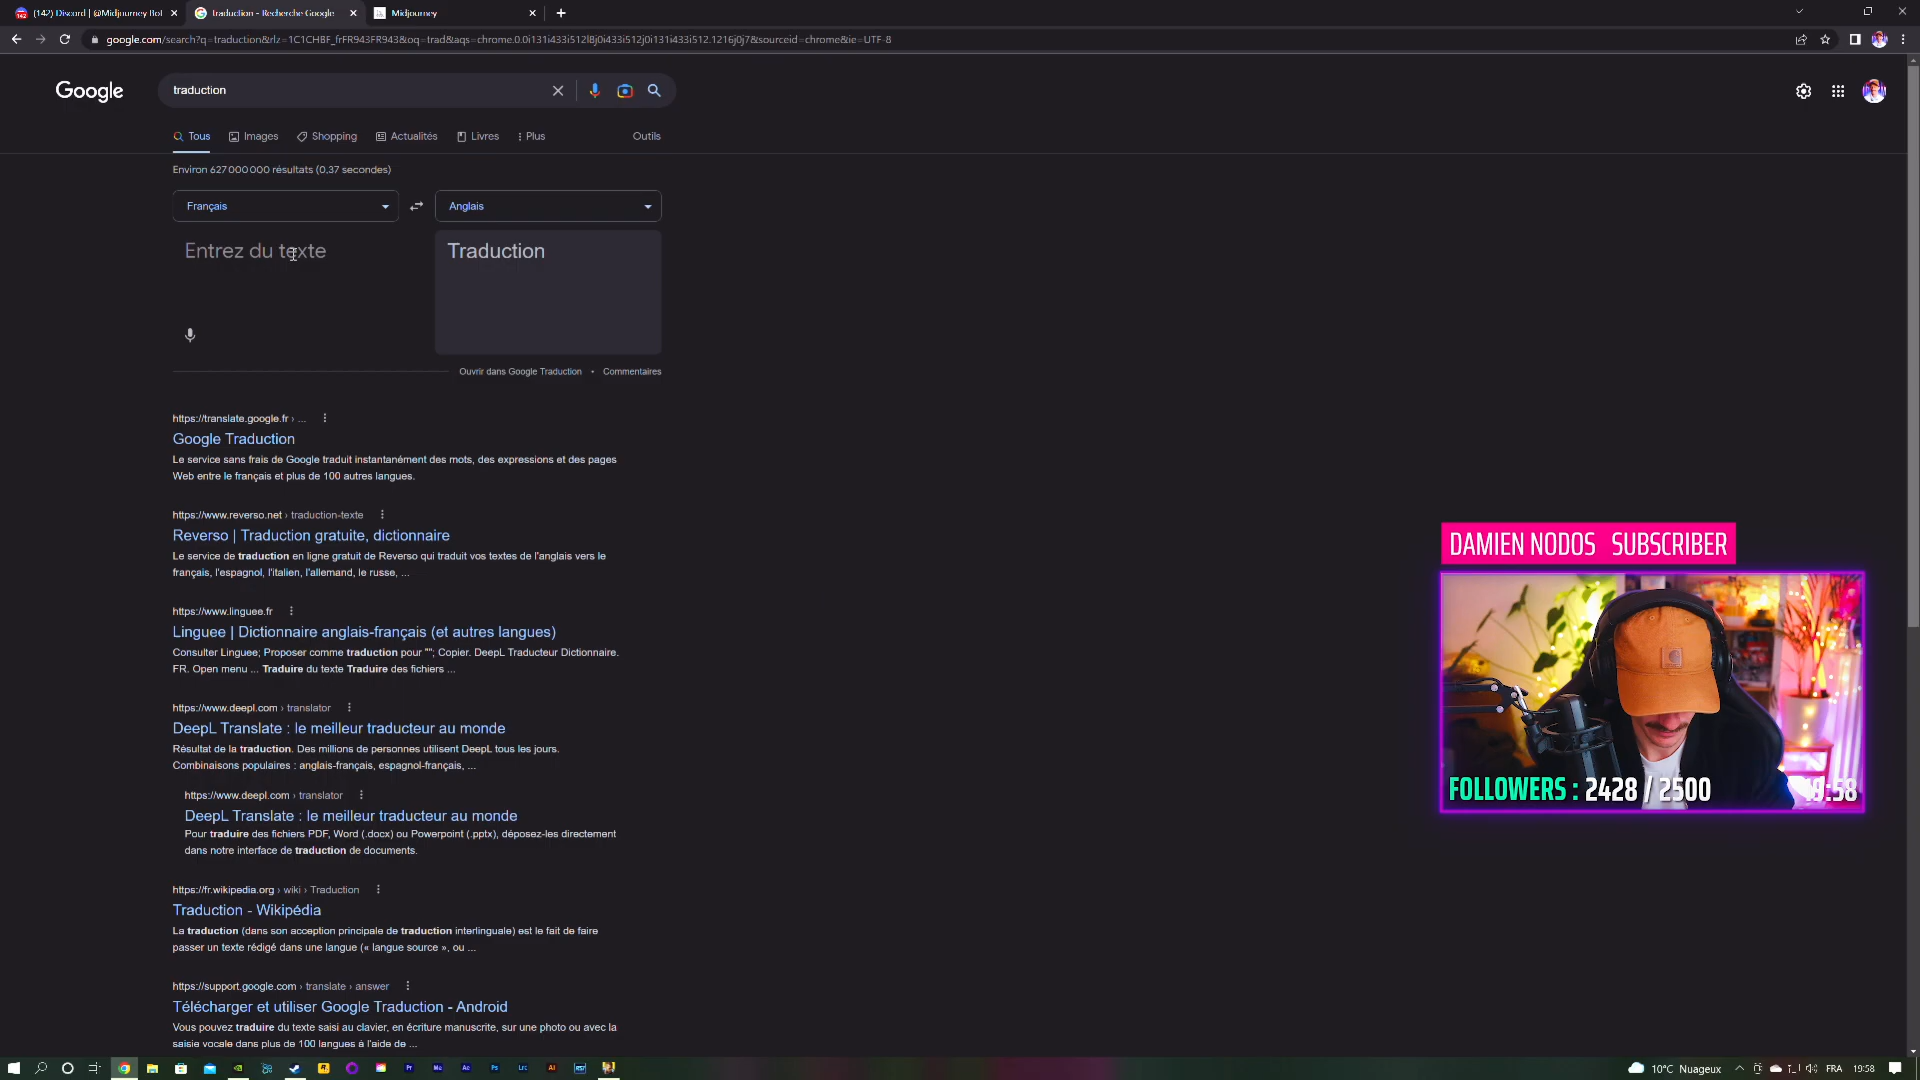 (142) Discord | @Midjourney Bot
traduction - Recherche Google
Midjourney
google.com/search?q=traduction&rlz=1C1CHBF_frFR943FR943&oq=trad&aqs=chrome.0.0i131i433i512l8j0i433i512j0i131i433i512.1216j0j7&sourceid=chrome&ie=UTF-8
Google
traduction
Tous
Images
Shopping
Actualités
Livres
Plus
Outils
Environ 627 000 000 résultats (0,37 secondes)
Français
Anglais
Entrez du texte
Traduction
Ouvrir dans Google Traduction • Commentaires
https://translate.google.fr › ...
Google Traduction
Le service sans frais de Google traduit instantanément des mots, des expressions et des pages
Web entre le français et plus de 100 autres langues.
https://www.reverso.net › traduction-texte
Reverso | Traduction gratuite, dictionnaire
Le service de traduction en ligne gratuit de Reverso qui traduit vos textes de l'anglais vers le
français, l'espagnol, l'italien, l'allemand, le russe, ...
https://www.linguee.fr
Linguee | Dictionnaire anglais-français (et autres langues)
Consulter Linguee; Proposer comme traduction pour ""; Copier. DeepL Traducteur Dictionnaire.
FR. Open menu ... Traduire du texte Traduire des fichiers ...
https://www.deepl.com › translator
DeepL Translate : le meilleur traducteur au monde
Résultat de la traduction. Des millions de personnes utilisent DeepL tous les jours.
Combinaisons populaires : anglais-français, espagnol-français, ...
https://www.deepl.com › translator
DeepL Translate : le meilleur traducteur au monde
Pour traduire des fichiers PDF, Word (.docx) ou Powerpoint (.pptx), déposez-les directement
dans notre interface de traduction de documents.
https://fr.wikipedia.org › wiki › Traduction
Traduction - Wikipédia
La traduction (dans son acception principale de traduction interlinguale) est le fait de faire
passer un texte rédigé dans une langue (« langue source », ou ...
https://support.google.com › translate › answer
Télécharger et utiliser Google Traduction - Android
Vous pouvez traduire du texte saisi au clavier, en écriture manuscrite, sur une photo ou avec la
saisie vocale dans plus de 100 langues à l'aide de ...
DAMIEN NODOS SUBSCRIBER
FOLLOWERS : 2428 / 2500
:58
Pr
Me
Ae
Ps
Lrc
Ai
10°C Nuageux
FRA
19:58